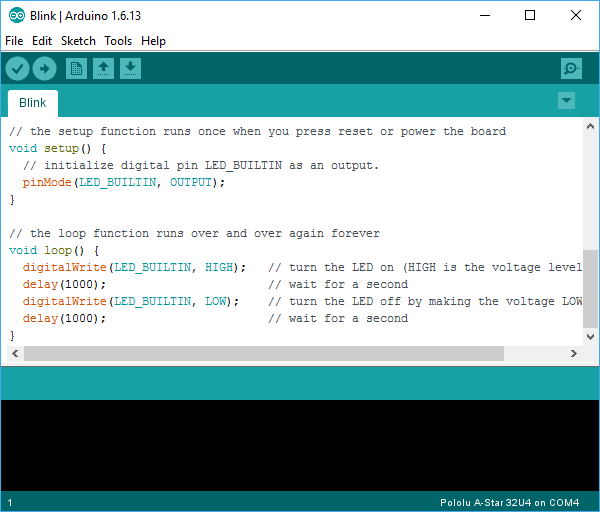 Blink | Arduino 1.6.13
File Edit Sketch Tools Help
Blink
// the setup function runs once when you press reset or power the board
void setup() {
  // initialize digital pin LED_BUILTIN as an output.
  pinMode(LED_BUILTIN, OUTPUT);
}

// the loop function runs over and over again forever
void loop() {
  digitalWrite(LED_BUILTIN, HIGH);   // turn the LED on (HIGH is the voltage level
  delay(1000);                       // wait for a second
  digitalWrite(LED_BUILTIN, LOW);    // turn the LED off by making the voltage LOW
  delay(1000);                       // wait for a second
}
1 Pololu A-Star 32U4 on COM4